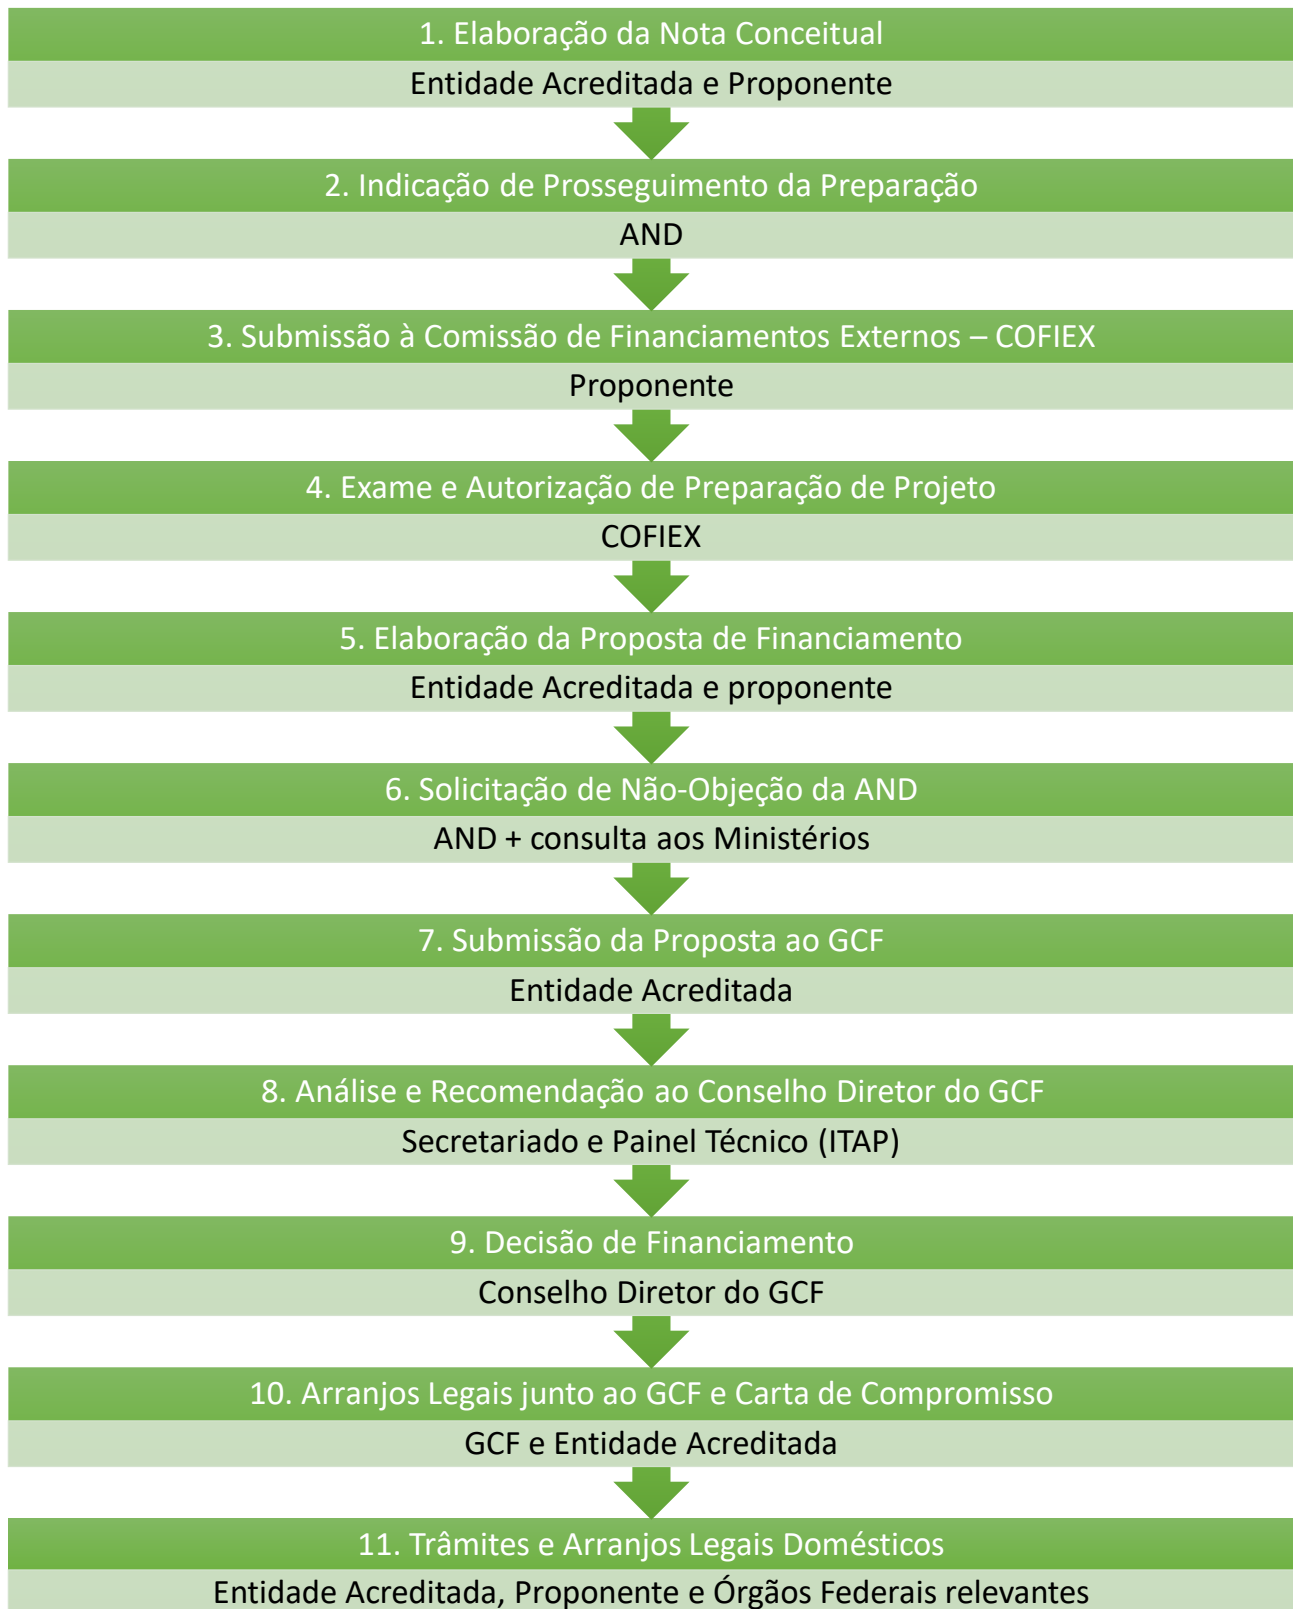 1. Elaboração da Nota Conceitual
Entidade Acreditada e Proponente
2. Indicação de Prosseguimento da Preparação
AND
3. Submissão à Comissão de Financiamentos Externos – COFIEX
Proponente
4. Exame e Autorização de Preparação de Projeto
COFIEX
5. Elaboração da Proposta de Financiamento
Entidade Acreditada e proponente
6. Solicitação de Não-Objeção da AND
AND + consulta aos Ministérios
7. Submissão da Proposta ao GCF
Entidade Acreditada
8. Análise e Recomendação ao Conselho Diretor do GCF
Secretariado e Painel Técnico (ITAP)
9. Decisão de Financiamento
Conselho Diretor do GCF
10. Arranjos Legais junto ao GCF e Carta de Compromisso
GCF e Entidade Acreditada
11. Trâmites e Arranjos Legais Domésticos
Entidade Acreditada, Proponente e Órgãos Federais relevantes